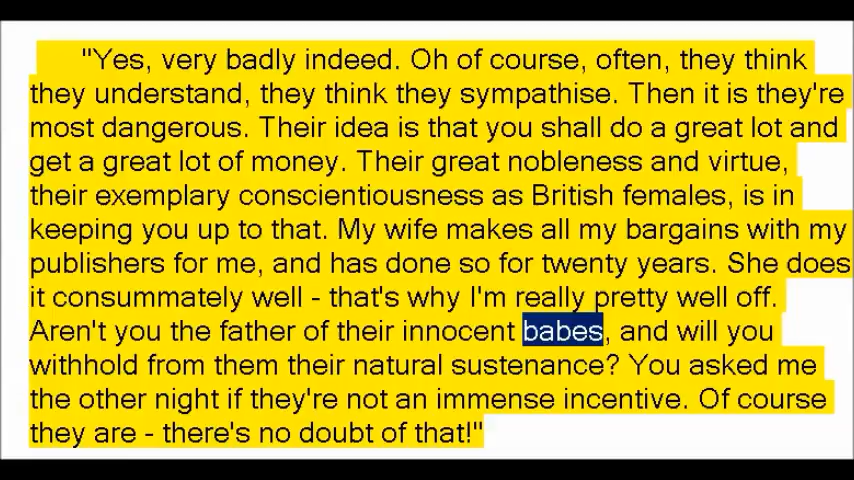 "Yes, very badly indeed. Oh of course, often, they think
they understand, they think they sympathise. Then it is they're
most dangerous. Their idea is that you shall do a great lot and
get a great lot of money. Their great nobleness and virtue,
their exemplary conscientiousness as British females, is in
keeping you up to that. My wife makes all my bargains with my
publishers for me, and has done so for twenty years. She does
it consummately well - that's why I'm really pretty well off.
Aren't you the father of their innocent babes, and will you
withhold from them their natural sustenance? You asked me
the other night if they're not an immense incentive. Of course
they are - there's no doubt of that!"